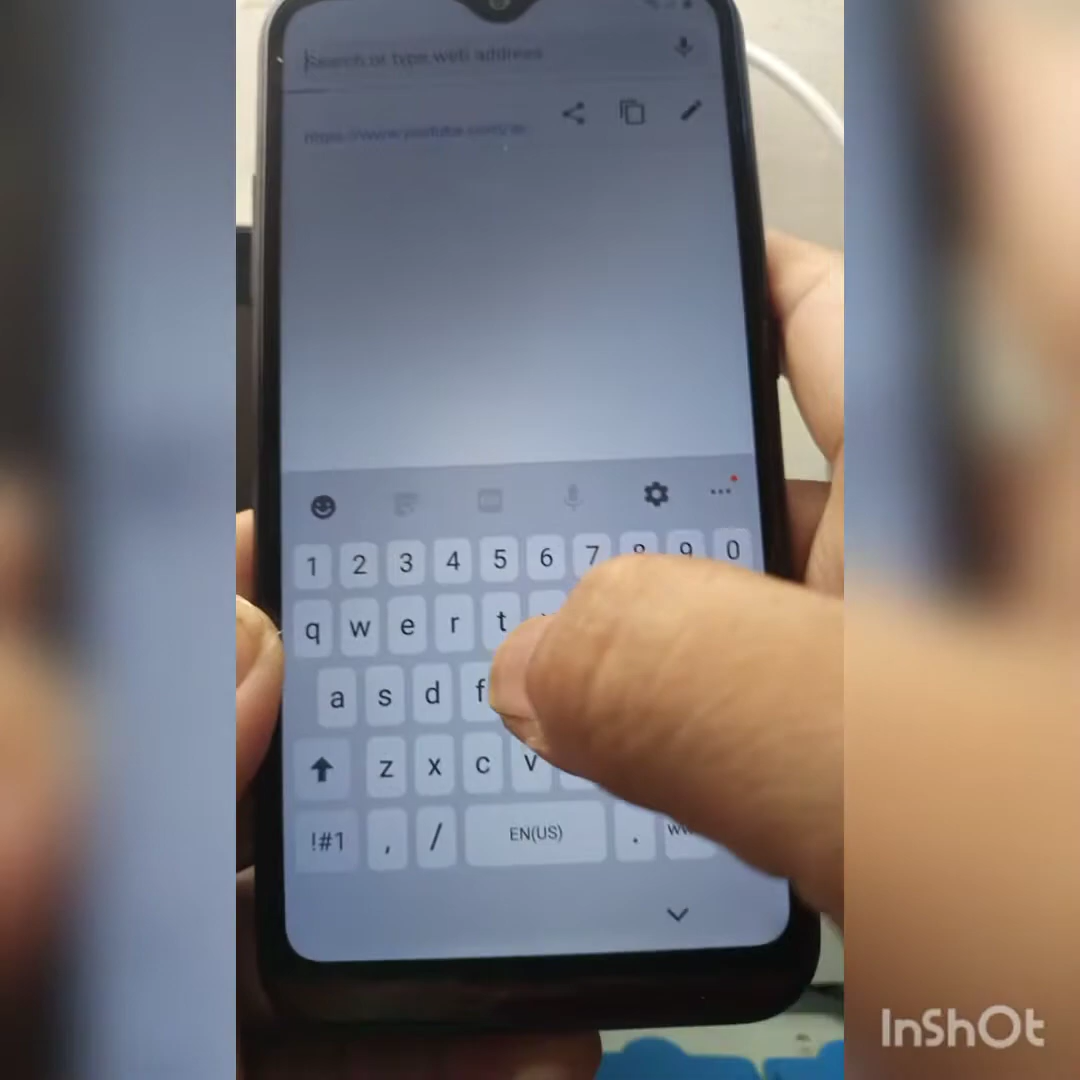 Search or type web address
https://www.youtube.com/
1 2 3 4 5 6 7 8 9 0
q w e r t
a s d f
z x c v
!#1 , / EN(US) .
InShOt